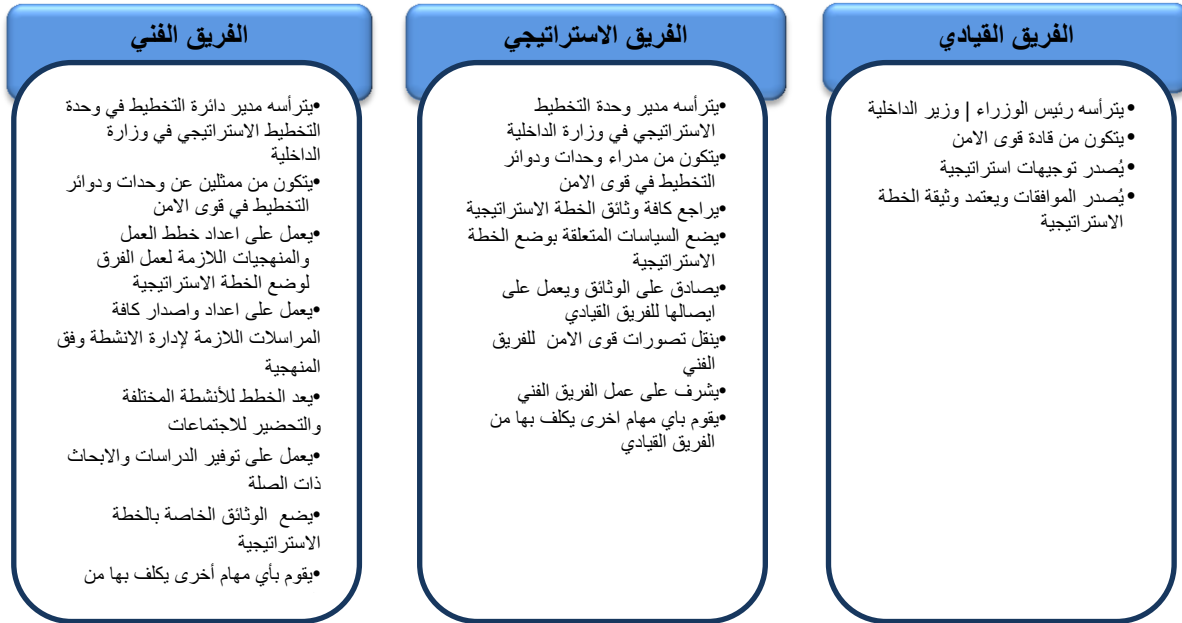 الفريق القيادي
•يترأسه رئيس الوزراء | وزير الداخلية
•يتكون من قادة قوى الامن
•يُصدر توجيهات استراتيجية
•يُصدر الموافقات ويعتمد وثيقة الخطة
الاستراتيجية
الفريق الاستراتيجي
•يترأسه مدير وحدة التخطيط
الاستراتيجي في وزارة الداخلية
•يتكون من مدراء وحدات ودوائر
التخطيط في قوى الامن
•يراجع كافة وثائق الخطة الاستراتيجية
•يضع السياسات المتعلقة بوضع الخطة
الاستراتيجية
•يصادق على الوثائق ويعمل على
ايصالها للفريق القيادي
•ينقل تصورات قوى الامن للفريق
الفني
•يشرف على عمل الفريق الفني
•يقوم باي مهام اخرى يكلف بها من
الفريق القيادي
الفريق الفني
•يترأسه مدير دائرة التخطيط في وحدة
التخطيط الاستراتيجي في وزارة
الداخلية
•يتكون من ممثلين عن وحدات ودوائر
التخطيط في قوى الامن
•يعمل على اعداد خطط العمل
والمنهجيات اللازمة لعمل الفرق
لوضع الخطة الاستراتيجية
•يعمل على اعداد واصدار كافة
المراسلات اللازمة لإدارة الانشطة وفق
المنهجية
•يعد الخطط للأنشطة المختلفة
والتحضير للاجتماعات
•يعمل على توفير الدراسات والابحاث
ذات الصلة
•يضع الوثائق الخاصة بالخطة
الاستراتيجية
•يقوم بأي مهام أخرى يكلف بها من